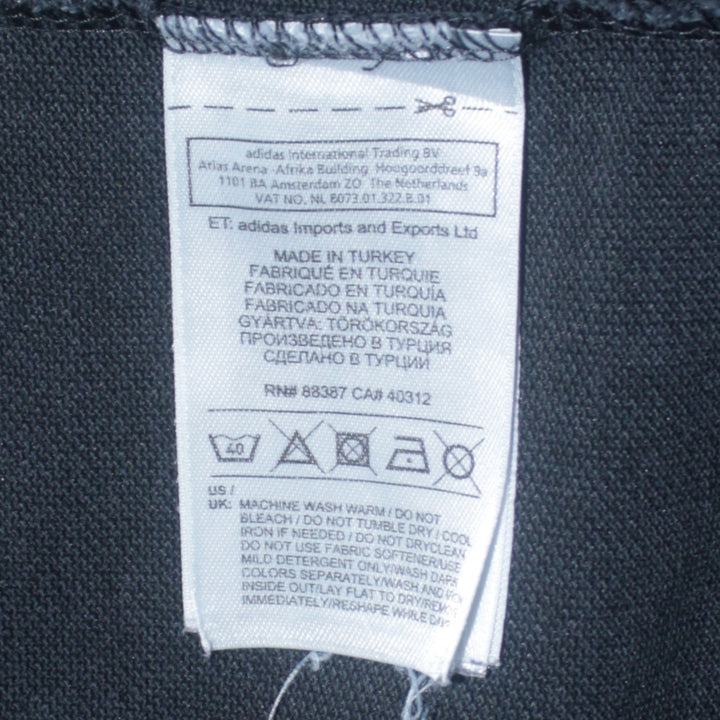 adidas International Trading BV
Atlas Arena Afrika Building Hoogoorddreef 9a
1101 BA Amsterdam ZO The Netherlands
VAT NO. NL 8073.01.322.B.01
ET: adidas Imports and Exports Ltd
MADE IN TURKEY
FABRIQUÉ EN TURQUIE
FABRICADO EN TURQUÍA
FABRICADO NA TURQUIA
GYÁRTVA: TÖRÖKORSZÁG
ПРОИЗВЕДЕНО В ТУРЦИЯ
СДЕЛАНО В ТУРЦИИ
RN# 88387 CA# 40312
40
US /
UK: MACHINE WASH WARM / DO NOT
BLEACH / DO NOT TUMBLE DRY / COOL
IRON IF NEEDED / DO NOT DRYCLEAN
DO NOT USE FABRIC SOFTENER/USE
MILD DETERGENT ONLY/WASH DARK
COLORS SEPARATELY/WASH AND
INSIDE OUT/LAY FLAT TO DRY/
IMMEDIATELY/RESHAPE WHILE